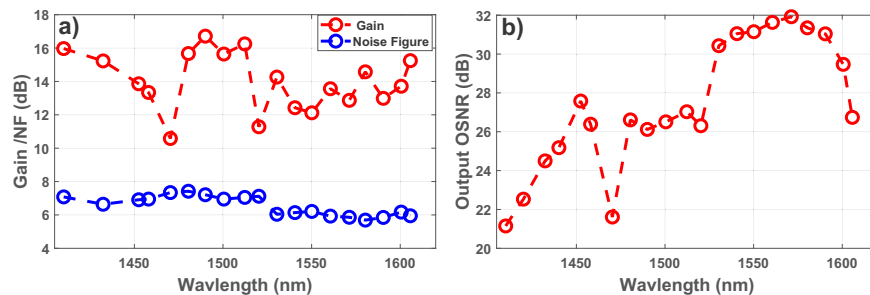 a)
Gain
Noise Figure
Gain /NF (dB)
18
16
14
12
10
8
6
4
1450
1500
1550
1600
Wavlength (nm)
b)
Output OSNR (dB)
32
30
28
26
24
22
20
1450
1500
1550
1600
Wavlength (nm)